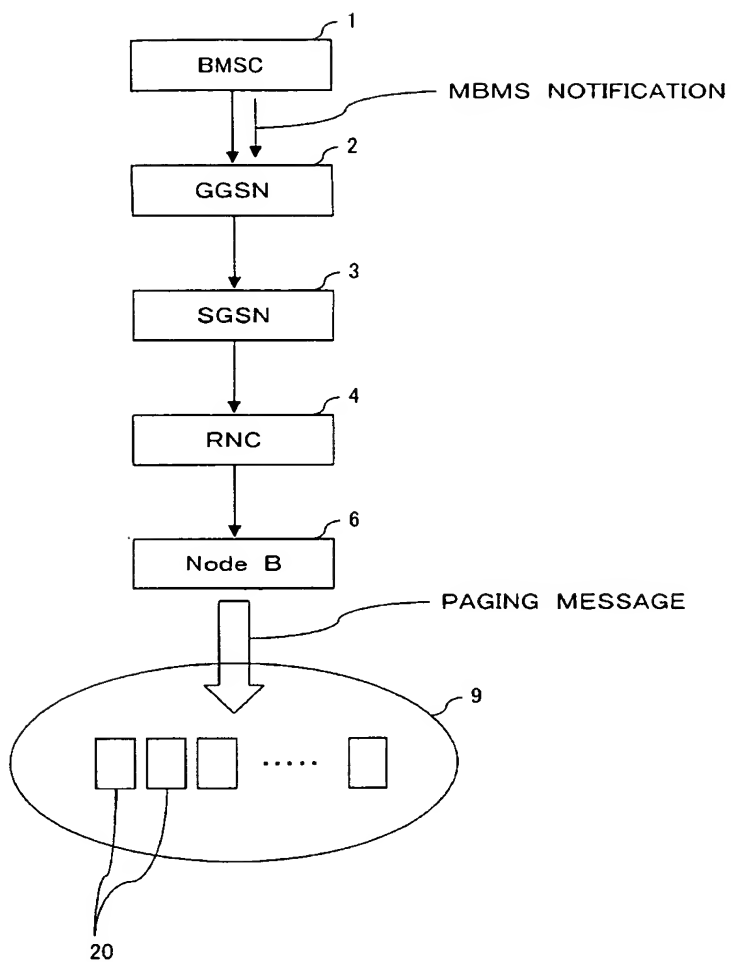 1
BMSC
MBMS NOTIFICATION
2
GGSN
3
SGSN
4
RNC
6
Node B
PAGING MESSAGE
9
.....
20